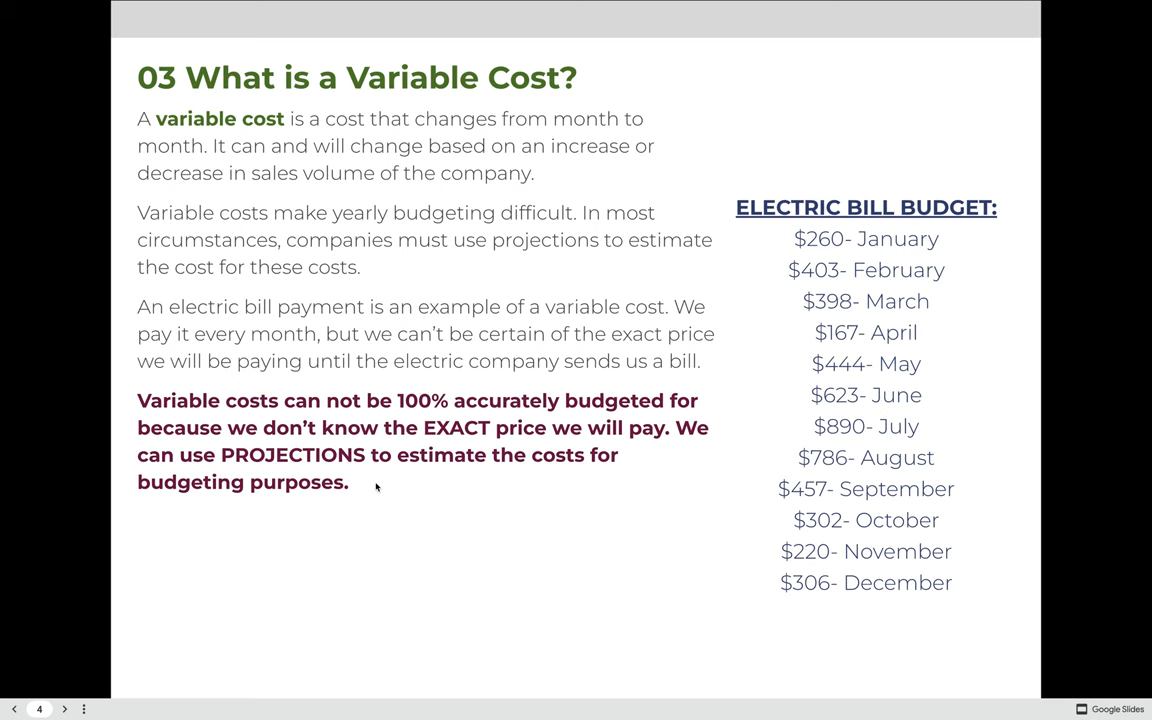 03 What is a Variable Cost?
A variable cost is a cost that changes from month to
month. It can and will change based on an increase or
decrease in sales volume of the company.
Variable costs make yearly budgeting difficult. In most
circumstances, companies must use projections to estimate
the cost for these costs.
An electric bill payment is an example of a variable cost. We
pay it every month, but we can’t be certain of the exact price
we will be paying until the electric company sends us a bill.
Variable costs can not be 100% accurately budgeted for
because we don’t know the EXACT price we will pay. We
can use PROJECTIONS to estimate the costs for
budgeting purposes.
ELECTRIC BILL BUDGET:
$260- January
$403- February
$398- March
$167- April
$444- May
$623- June
$890- July
$786- August
$457- September
$302- October
$220- November
$306- December
4
Google Slides